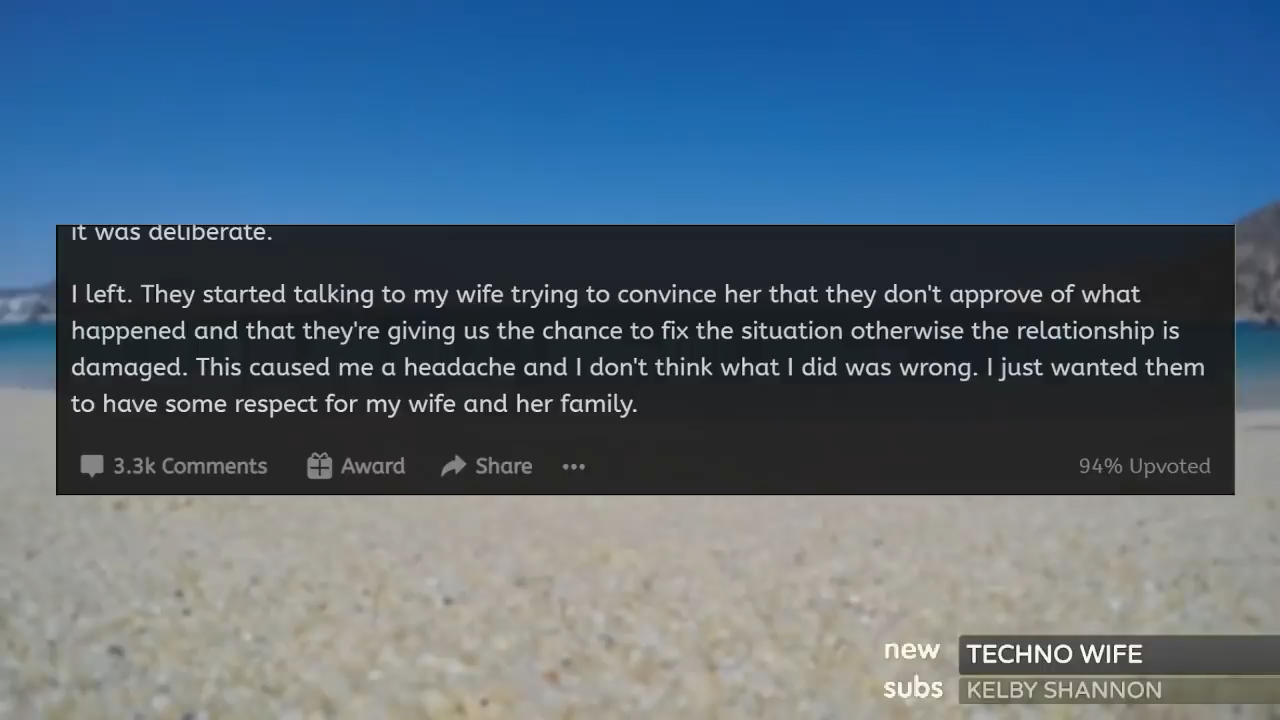 it was deliberate.
I left. They started talking to my wife trying to convince her that they don't approve of what
happened and that they're giving us the chance to fix the situation otherwise the relationship is
damaged. This caused me a headache and I don't think what I did was wrong. I just wanted them
to have some respect for my wife and her family.
3.3k Comments Award Share 94% Upvoted
new TECHNO WIFE
subs KELBY SHANNON